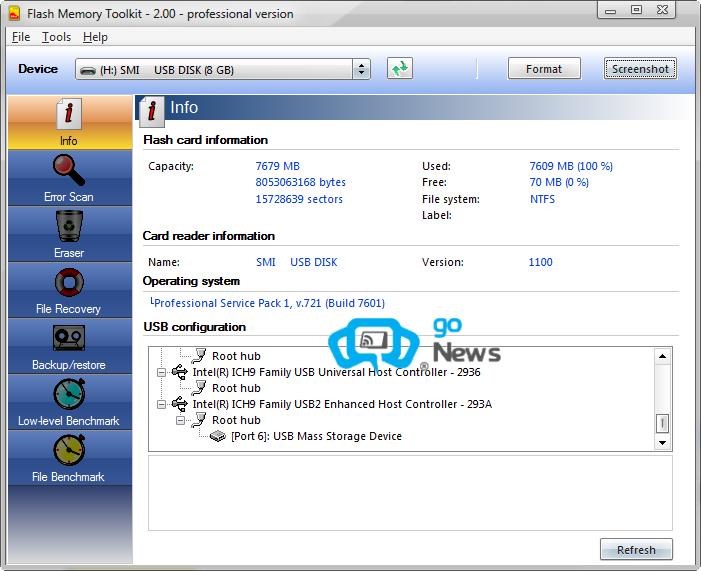 Flash Memory Toolkit - 2.00 - professional version
File Tools Help
Device (H:) SMI USB DISK (8 GB) Format Screenshot
Info
Error Scan
Eraser
File Recovery
Backup/restore
Low-level Benchmark
File Benchmark
Info
Flash card information
Capacity: 7679 MB Used: 7609 MB (100 %)
8053063168 bytes Free: 70 MB (0 %)
15728639 sectors File system: NTFS
Label:
Card reader information
Name: SMI USB DISK Version: 1100
Operating system
Professional Service Pack 1, v.721 (Build 7601)
USB configuration
go
News
®
Root hub
Intel(R) ICH9 Family USB Universal Host Controller - 2936
Root hub
Intel(R) ICH9 Family USB2 Enhanced Host Controller - 293A
Root hub
[Port 6]: USB Mass Storage Device
Refresh